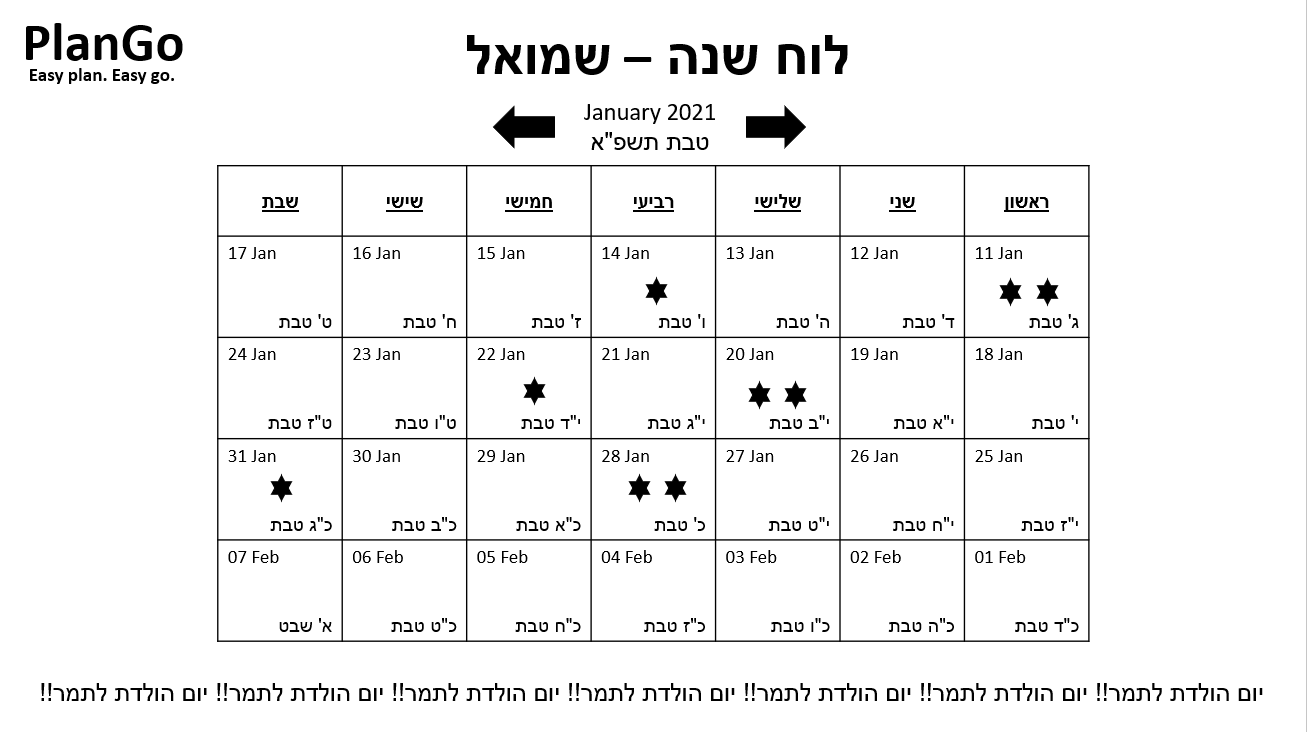 PlanGo
Easy plan. Easy go.
לוח שנה – שמואל
January 2021
טבת תשפ"א
ראשון שני שלישי רביעי חמישי שישי שבת
11 Jan 12 Jan 13 Jan 14 Jan 15 Jan 16 Jan 17 Jan
ג' טבת ד' טבת ה' טבת ו' טבת ז' טבת ח' טבת ט' טבת
18 Jan 19 Jan 20 Jan 21 Jan 22 Jan 23 Jan 24 Jan
י' טבת י"א טבת י"ב טבת י"ג טבת י"ד טבת ט"ו טבת ט"ז טבת
25 Jan 26 Jan 27 Jan 28 Jan 29 Jan 30 Jan 31 Jan
י"ז טבת י"ח טבת י"ט טבת כ' טבת כ"א טבת כ"ב טבת כ"ג טבת
01 Feb 02 Feb 03 Feb 04 Feb 05 Feb 06 Feb 07 Feb
כ"ד טבת כ"ה טבת כ"ו טבת כ"ז טבת כ"ח טבת כ"ט טבת א' שבט
יום הולדת לתמר!! יום הולדת לתמר!! יום הולדת לתמר!! יום הולדת לתמר!! יום הולדת לתמר!! יום הולדת לתמר!! יום הולדת לתמר!!